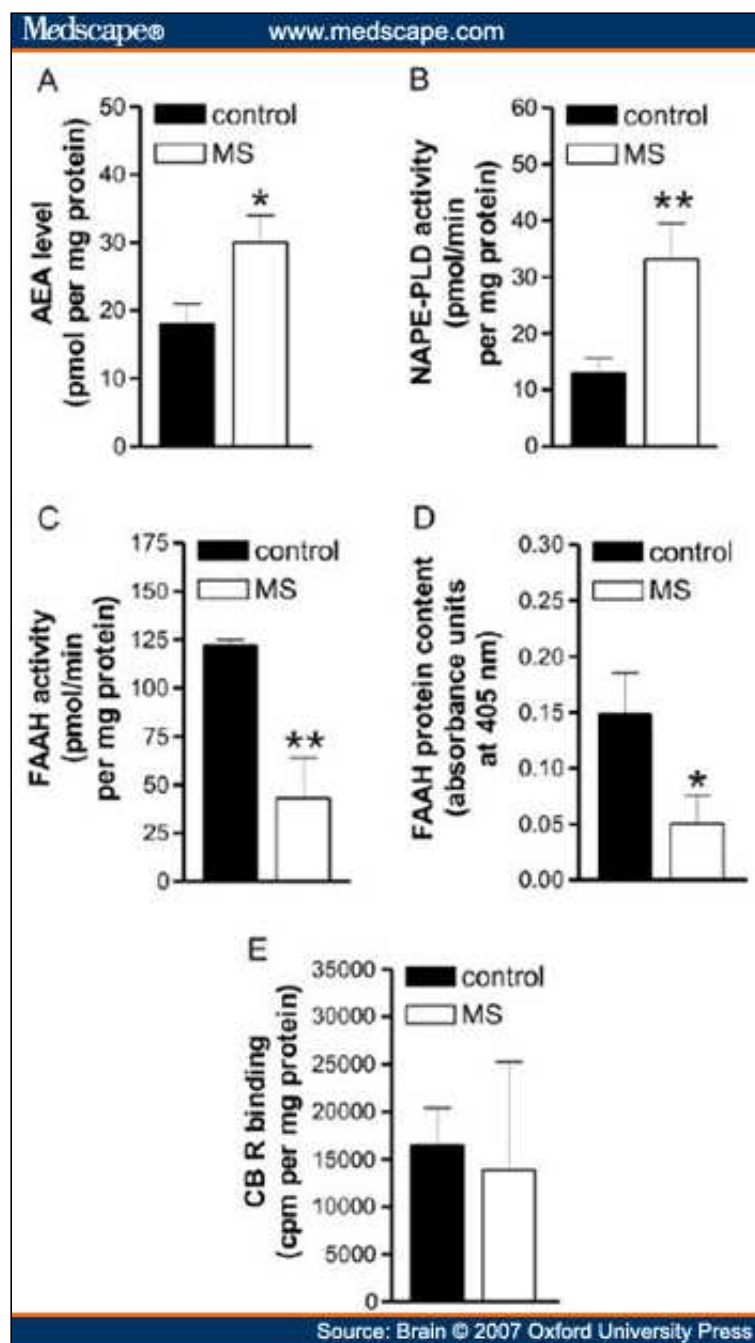 Medscape® www.medscape.com
A
AEA level
(pmol per mg protein)
50
40
30
20
10
0
control
MS
*
B
NAPE-PLD activity
(pmol/min
per mg protein)
60
50
40
30
20
10
0
control
MS
**
C
FAAH activity
(pmol/min
per mg protein)
175
150
125
100
75
50
25
0
control
MS
**
D
FAAH protein content
(absorbance units
at 405 nm)
0.30
0.25
0.20
0.15
0.10
0.05
0.00
control
MS
*
E
CB R binding
(cpm per mg protein)
35000
30000
25000
20000
15000
10000
5000
0
control
MS
Source: Brain © 2007 Oxford University Press